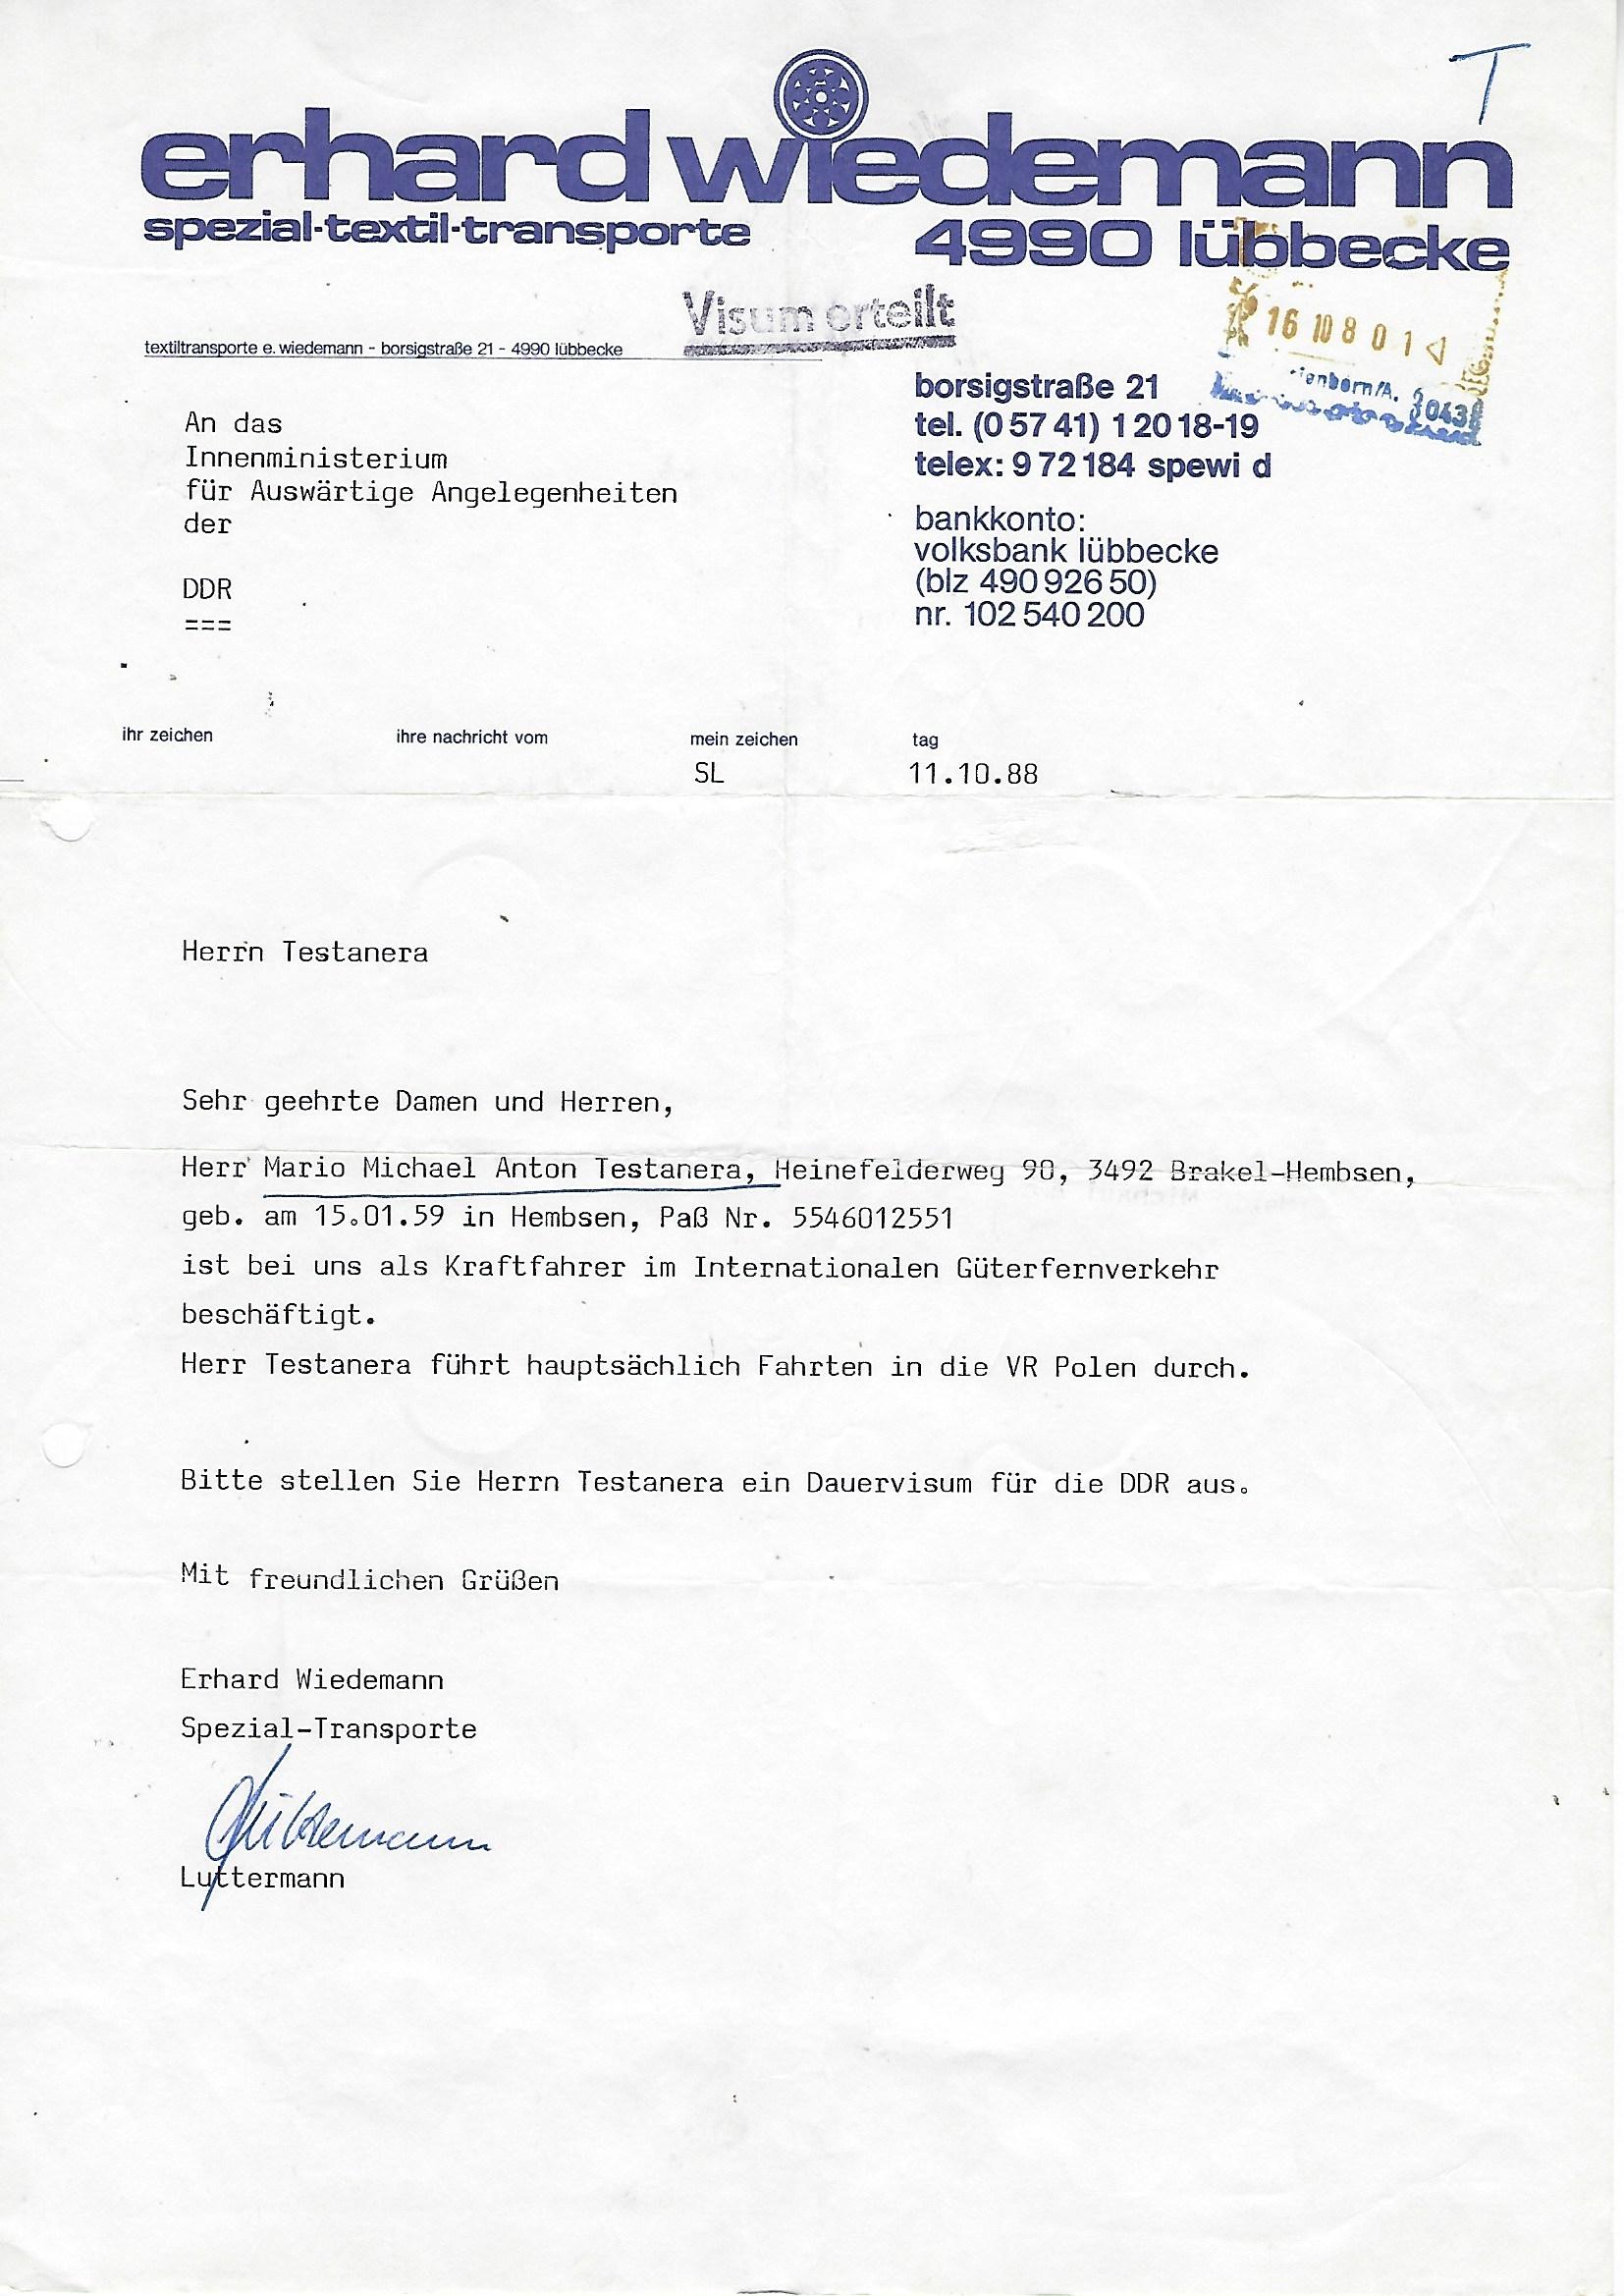 T
erhard wiedemann
spezial-textil-transporte
4990 lübbecke
Visum erteilt
16 10 8 0 1
textiltransporte e. wiedemann - borsigstraße 21 - 4990 lübbecke
borsigstraße 21
tel. (0 57 41) 1 20 18-19
telex: 9 72 184 spewi d
An das
Innenministerium
für Auswärtige Angelegenheiten
der
DDR
===
bankkonto:
volksbank lübbecke
(blz 490 926 50)
nr. 102 540 200
ihr zeichen ihre nachricht vom mein zeichen tag
SL 11.10.88
Herrn Testanera
Sehr geehrte Damen und Herren,
Herr Mario Michael Anton Testanera, Heinefelderweg 90, 3492 Brakel-Hembsen,
geb. am 15.01.59 in Hembsen, Paß Nr. 5546012551
ist bei uns als Kraftfahrer im Internationalen Güterfernverkehr
beschäftigt.
Herr Testanera führt hauptsächlich Fahrten in die VR Polen durch.
Bitte stellen Sie Herrn Testanera ein Dauervisum für die DDR aus.
Mit freundlichen Grüßen
Erhard Wiedemann
Spezial-Transporte
Luttermann